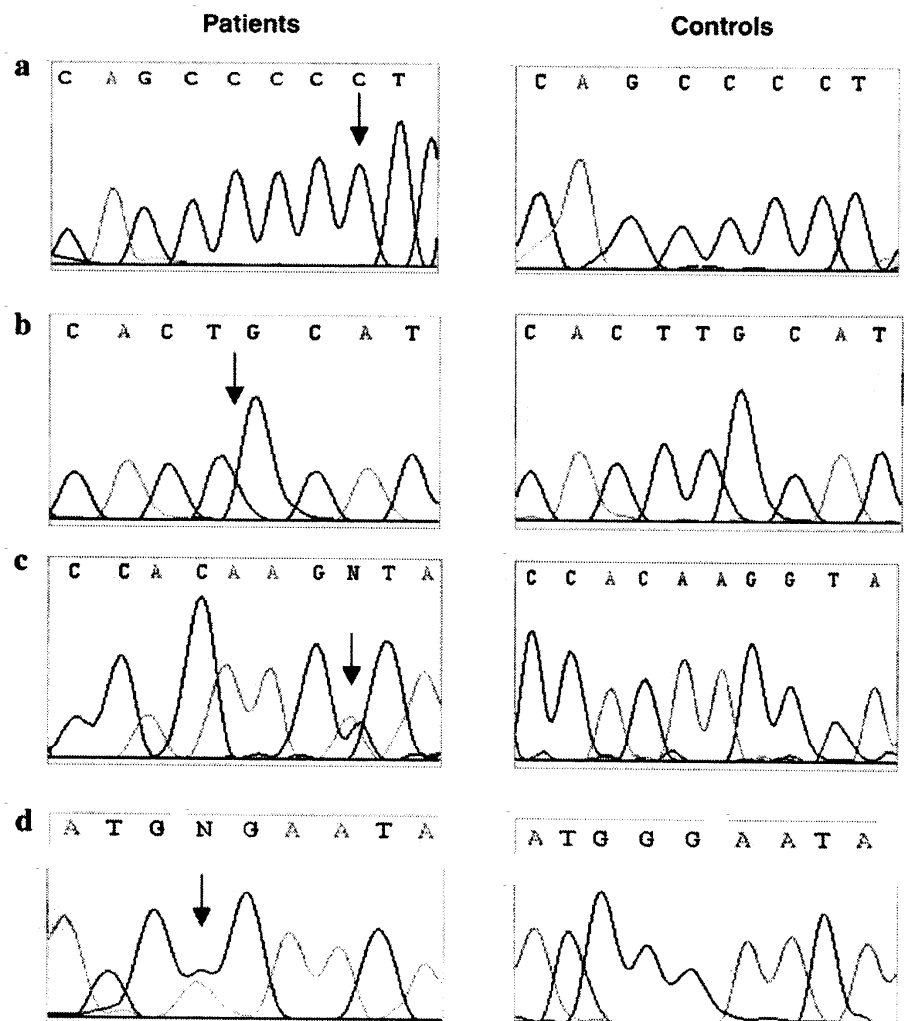 Patients Controls
a
C A G C C C C C T
C A G C C C C T
b
C A C T G C A T
C A C T T G C A T
c
C C A C A A G N T A
C C A C A A G G T A
d
A T G N G A A T A
A T G G G A A T A